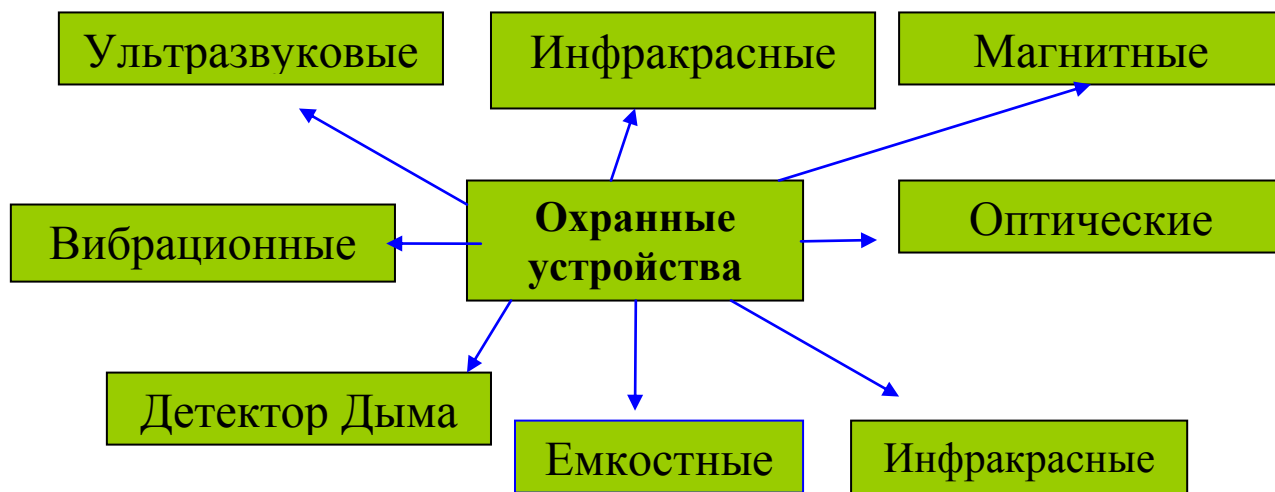 Ультразвуковые
Инфракрасные
Магнитные
Вибрационные
Охранные
устройства
Оптические
Детектор Дыма
Емкостные
Инфракрасные